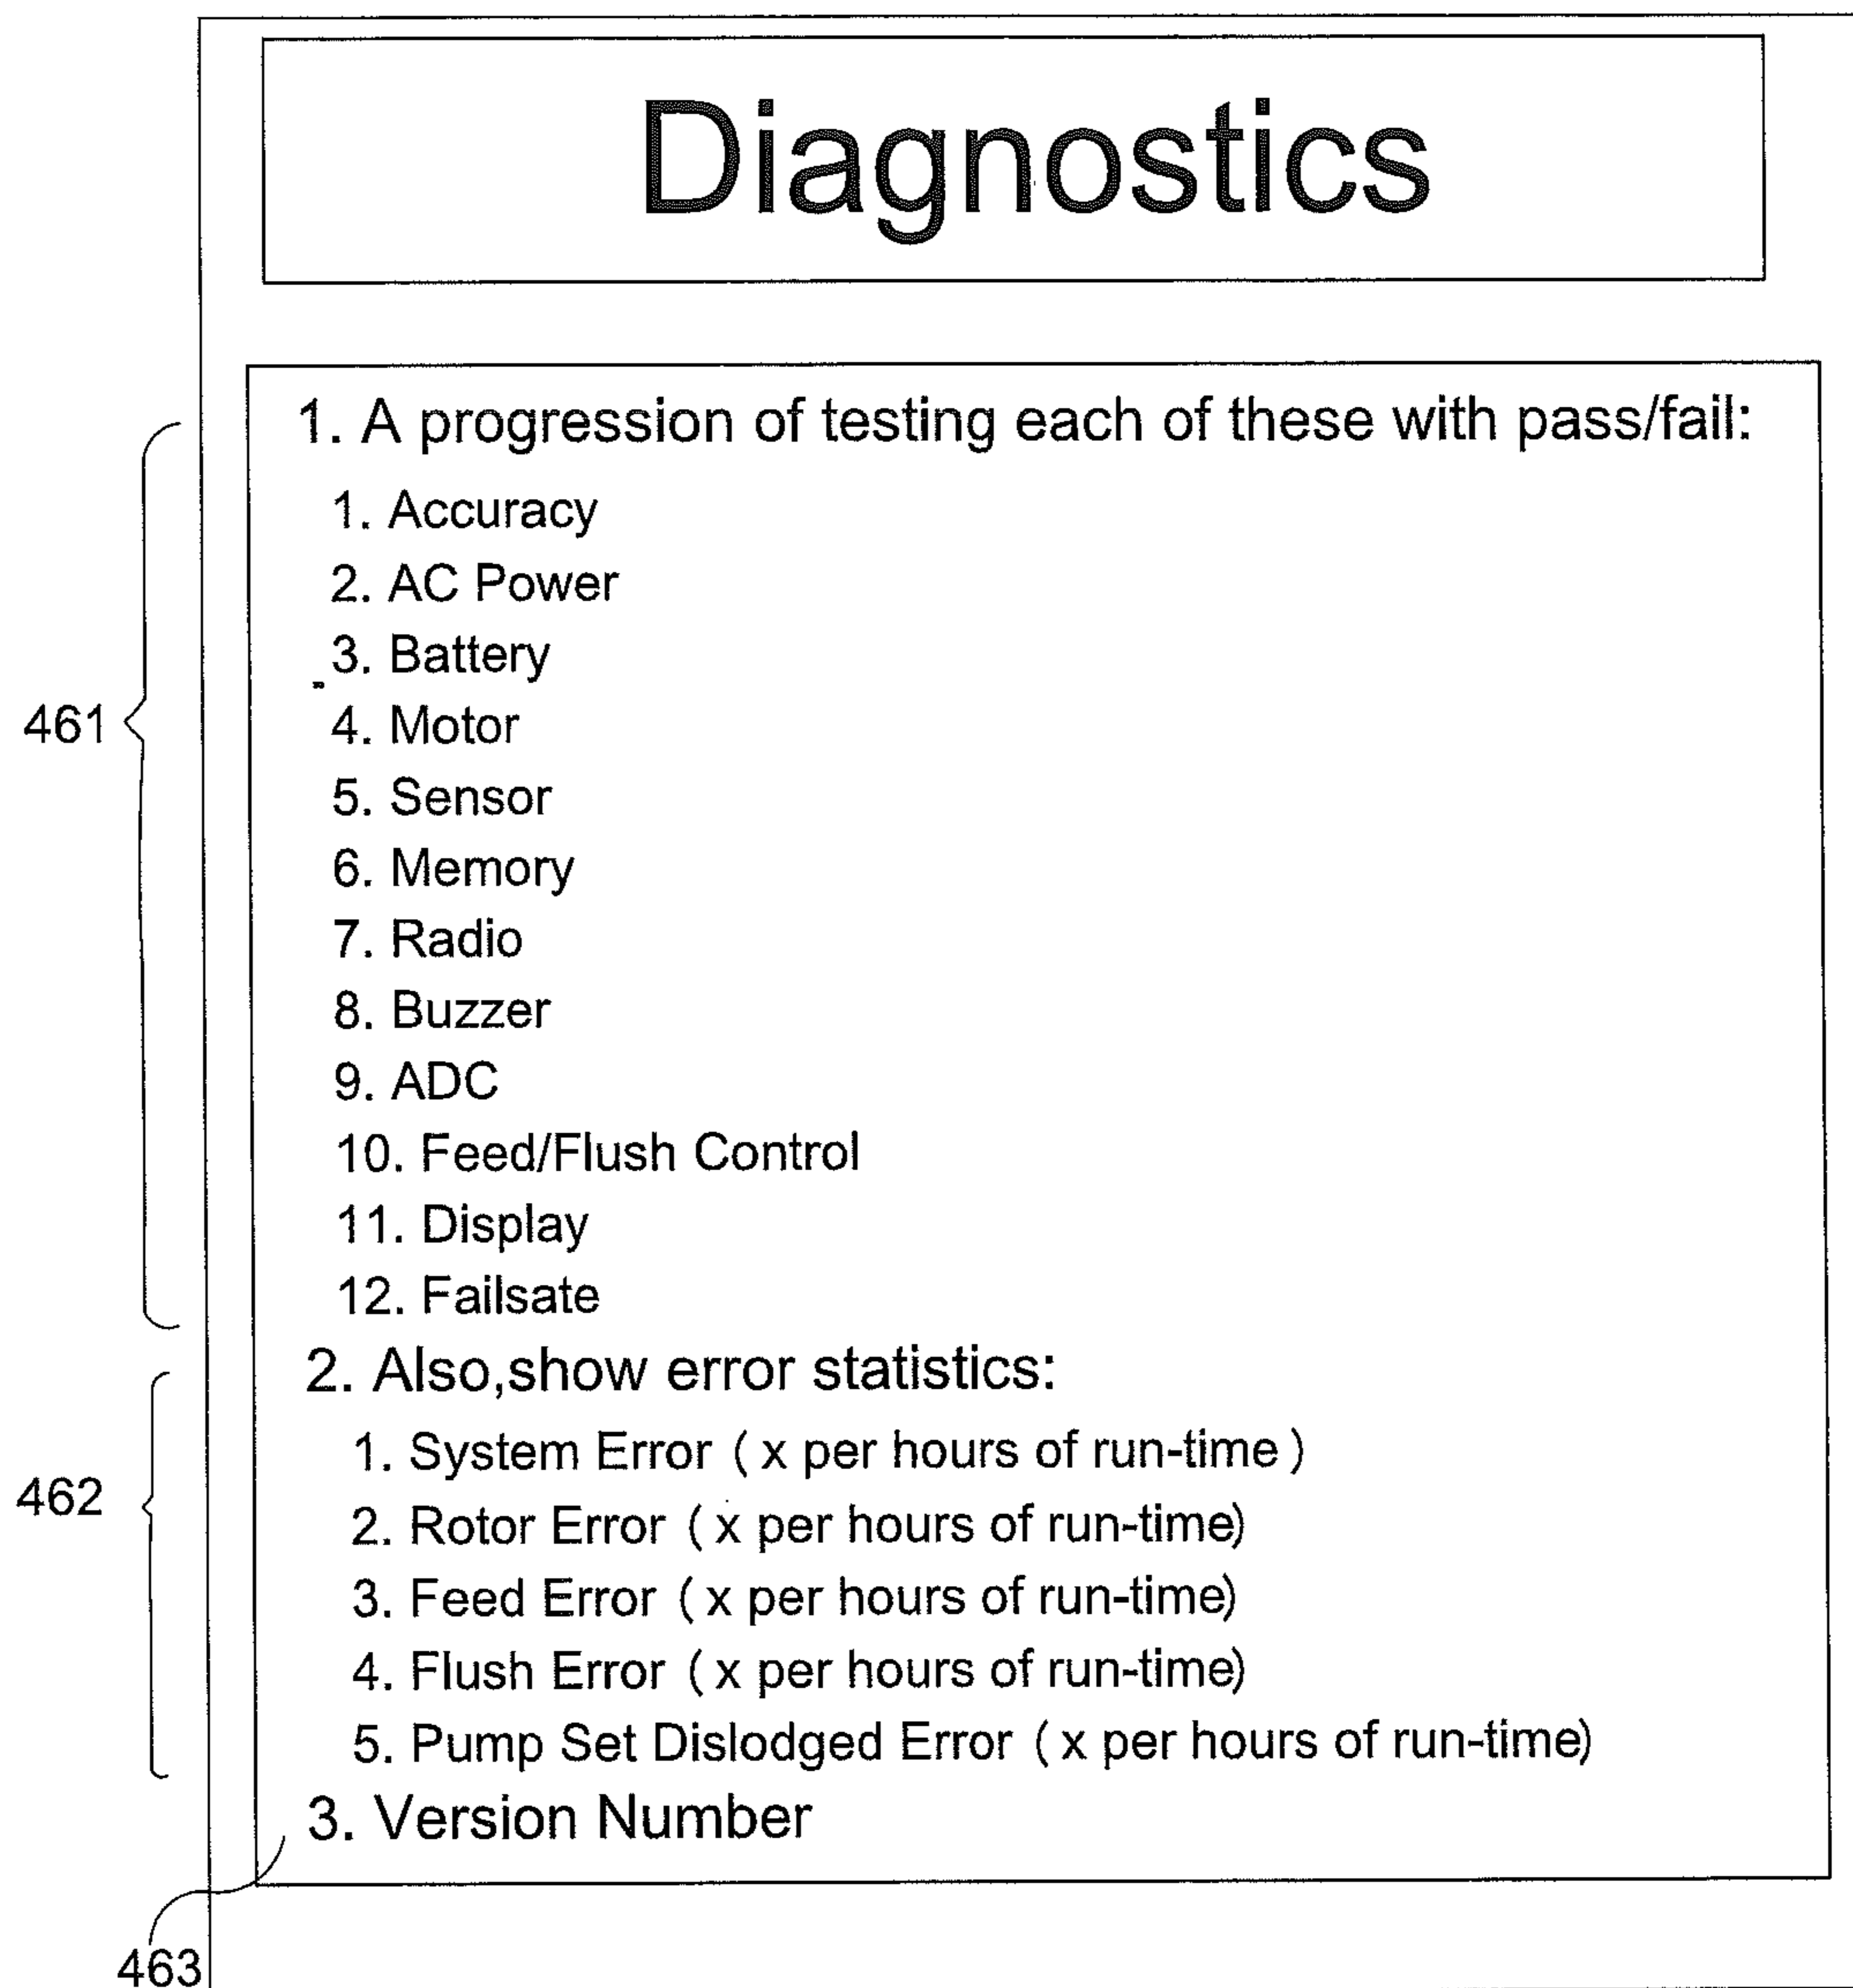 Diagnostics
1. A progression of testing each of these with pass/fail:
1. Accuracy
2. AC Power
3. Battery
4. Motor
461
5. Sensor
6. Memory
7. Radio
8. Buzzer
9. ADC
10. Feed/Flush Control
11. Display
12. Failsate
2. Also,show error statistics:
1. System Error ( x per hours of run-time )
462
2. Rotor Error ( x per hours of run-time)
3. Feed Error ( x per hours of run-time)
4. Flush Error ( x per hours of run-time)
5. Pump Set Dislodged Error ( x per hours of run-time)
3. Version Number
463